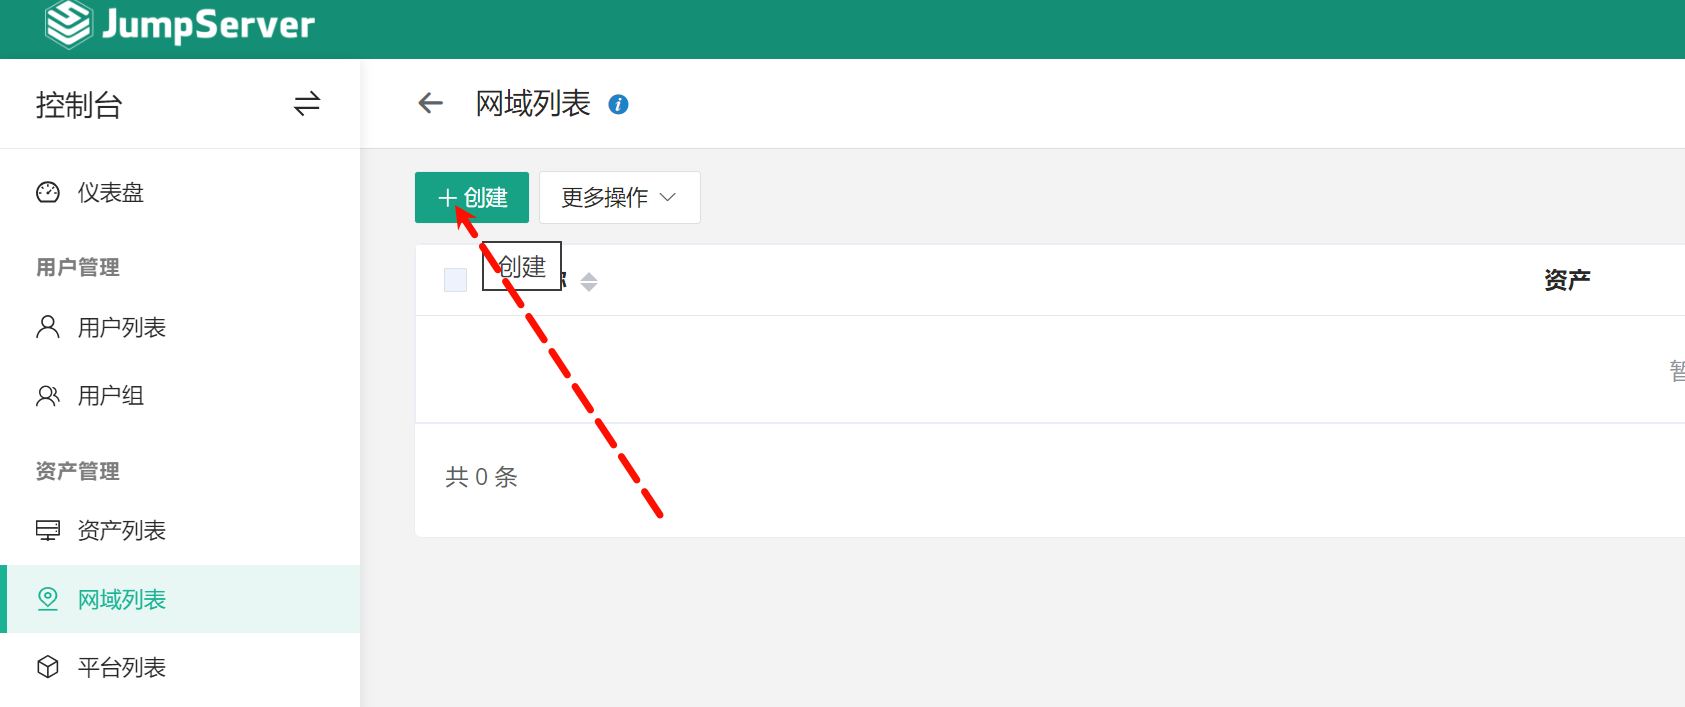 JumpServer
控制台
网域列表
仪表盘
创建
更多操作
用户管理
创建
资产
用户列表
用户组
资产管理
共 0 条
资产列表
网域列表
平台列表